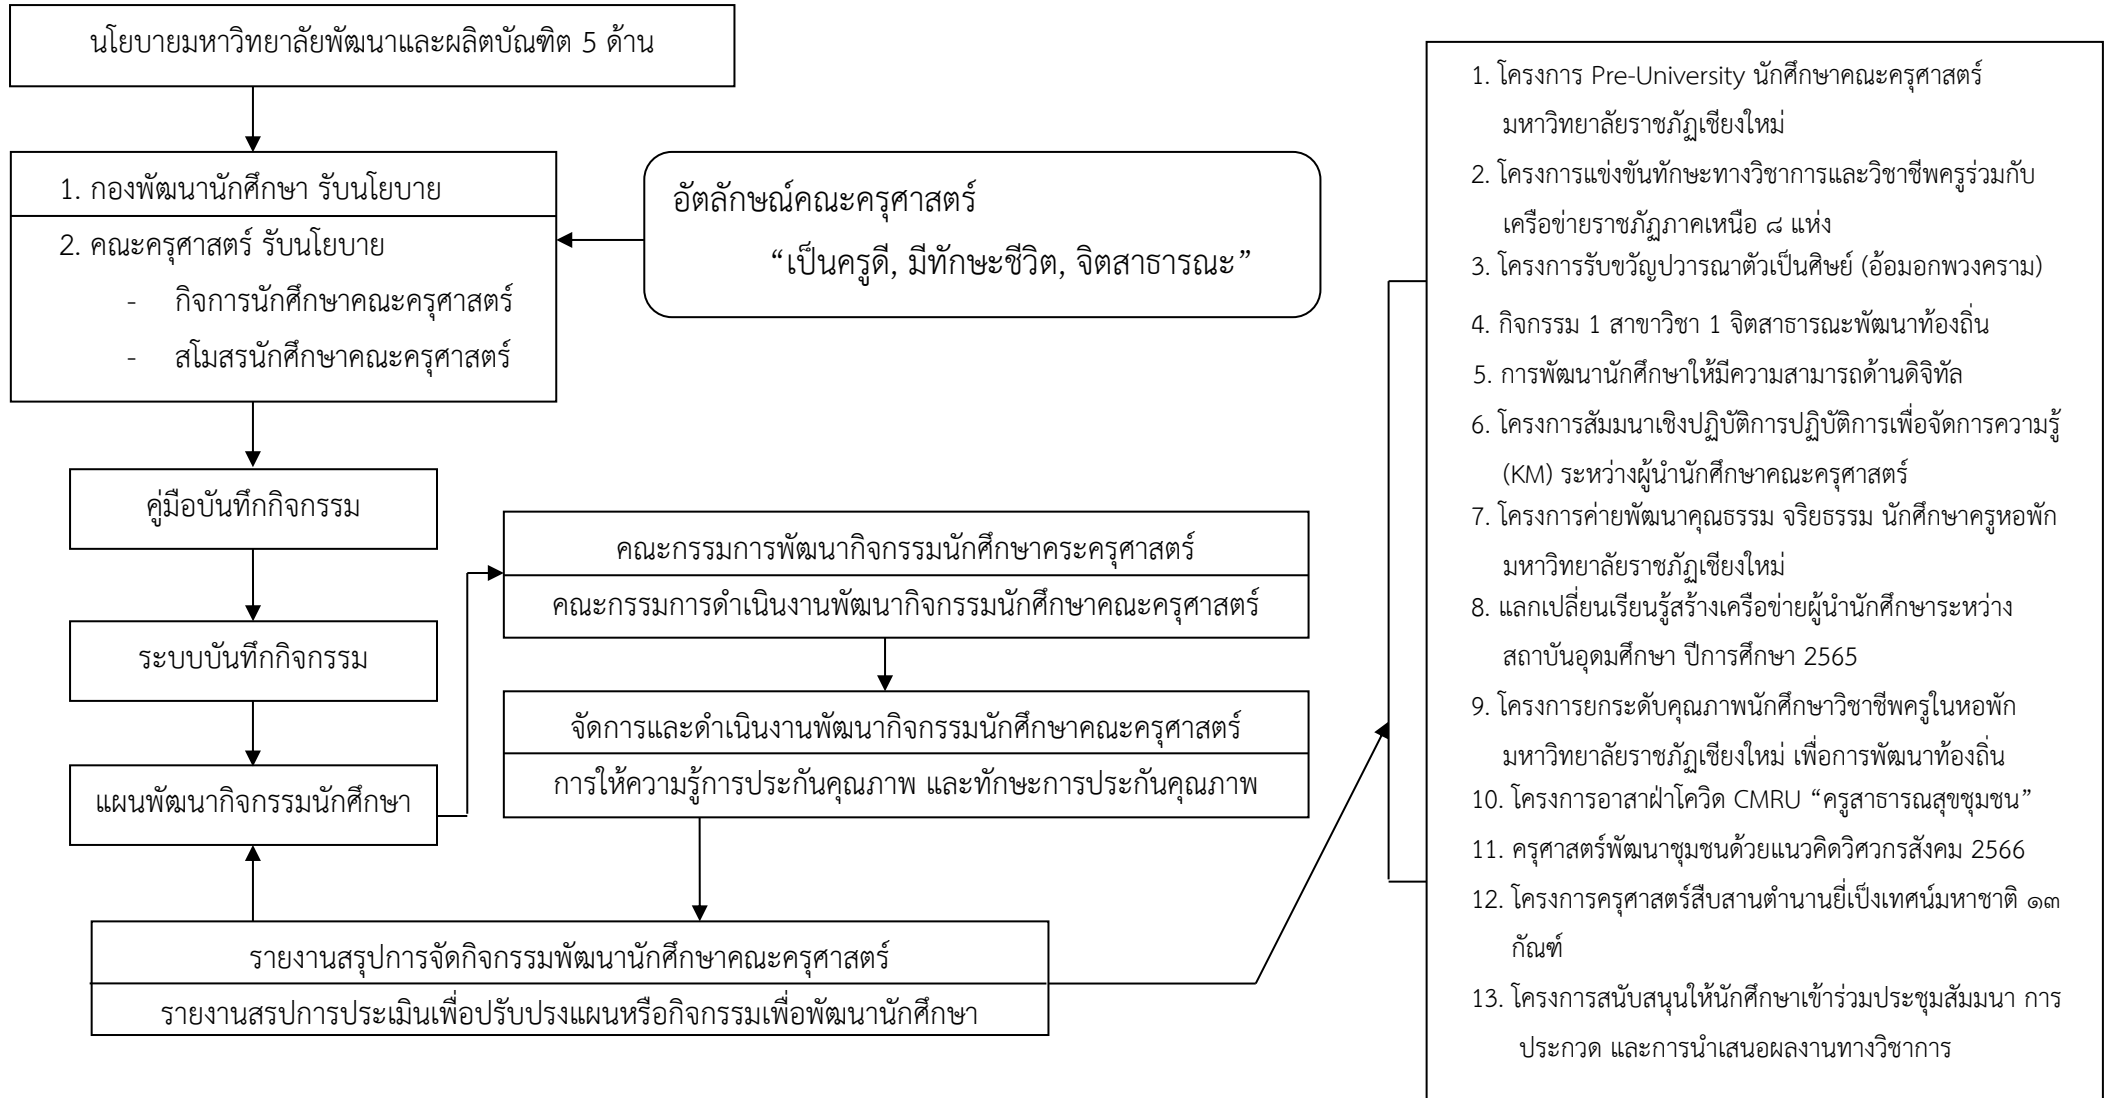 นโยบายมหาวิทยาลัยพัฒนาและผลิตบัณฑิต 5 ด้าน
1. กองพัฒนานักศึกษา รับนโยบาย
2. คณะครุศาสตร์ รับนโยบาย
- กิจการนักศึกษาคณะครุศาสตร์
- สโมสรนักศึกษาคณะครุศาสตร์
อัตลักษณ์คณะครุศาสตร์
“เป็นครูดี, มีทักษะชีวิต, จิตสาธารณะ”
คู่มือบันทึกกิจกรรม
ระบบบันทึกกิจกรรม
แผนพัฒนากิจกรรมนักศึกษา
คณะกรรมการพัฒนากิจกรรมนักศึกษาคระครุศาสตร์
คณะกรรมการดำเนินงานพัฒนากิจกรรมนักศึกษาคณะครุศาสตร์
จัดการและดำเนินงานพัฒนากิจกรรมนักศึกษาคณะครุศาสตร์
การให้ความรู้การประกันคุณภาพ และทักษะการประกันคุณภาพ
รายงานสรุปการจัดกิจกรรมพัฒนานักศึกษาคณะครุศาสตร์
รายงานสรปการประเมินเพื่อปรับปรงแผนหรือกิจกรรมเพื่อพัฒนานักศึกษา
1. โครงการ Pre-University นักศึกษาคณะครุศาสตร์
มหาวิทยาลัยราชภัฏเชียงใหม่
2. โครงการแข่งขันทักษะทางวิชาการและวิชาชีพครูร่วมกับ
เครือข่ายราชภัฏภาคเหนือ ๘ แห่ง
3. โครงการรับขวัญปวารณาตัวเป็นศิษย์ (อ้อมอกพวงคราม)
4. กิจกรรม 1 สาขาวิชา 1 จิตสาธารณะพัฒนาท้องถิ่น
5. การพัฒนานักศึกษาให้มีความสามารถด้านดิจิทัล
6. โครงการสัมมนาเชิงปฏิบัติการปฏิบัติการเพื่อจัดการความรู้
(KM) ระหว่างผู้นำนักศึกษาคณะครุศาสตร์
7. โครงการค่ายพัฒนาคุณธรรม จริยธรรม นักศึกษาครูหอพัก
มหาวิทยาลัยราชภัฏเชียงใหม่
8. แลกเปลี่ยนเรียนรู้สร้างเครือข่ายผู้นำนักศึกษาระหว่าง
สถาบันอุดมศึกษา ปีการศึกษา 2565
9. โครงการยกระดับคุณภาพนักศึกษาวิชาชีพครูในหอพัก
มหาวิทยาลัยราชภัฏเชียงใหม่ เพื่อการพัฒนาท้องถิ่น
10. โครงการอาสาฝ่าโควิด CMRU “ครูสาธารณสุขชุมชน”
11. ครุศาสตร์พัฒนาชุมชนด้วยแนวคิดวิศวกรสังคม 2566
12. โครงการครุศาสตร์สืบสานตำนานยี่เป็งเทศน์มหาชาติ ๑๓
กัณฑ์
13. โครงการสนับสนุนให้นักศึกษาเข้าร่วมประชุมสัมมนา การ
ประกวด และการนำเสนอผลงานทางวิชาการ